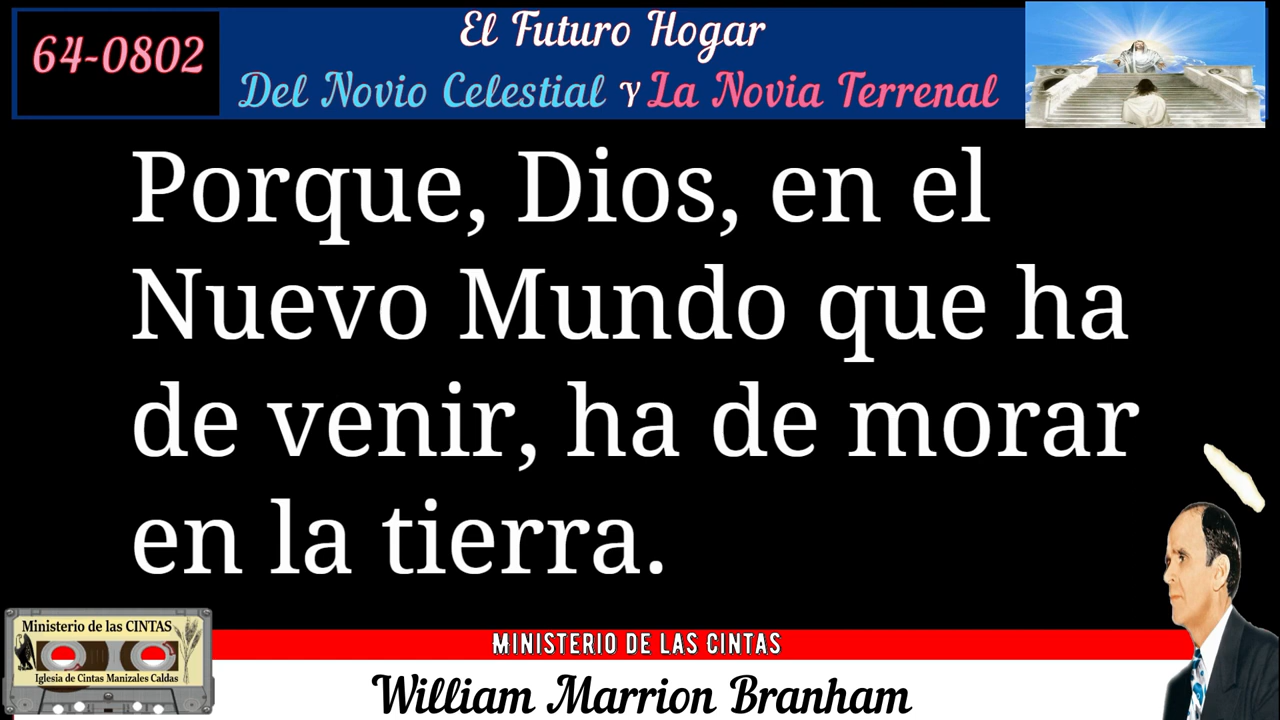 64-0802
El Futuro Hogar
Del Novio Celestial Y La Novia Terrenal
Porque, Dios, en el
Nuevo Mundo que ha
de venir, ha de morar
en la tierra.
Ministerio de las CINTAS
Iglesia de Cintas Manizales Caldas
MINISTERIO DE LAS CINTAS
William Marrion Branham